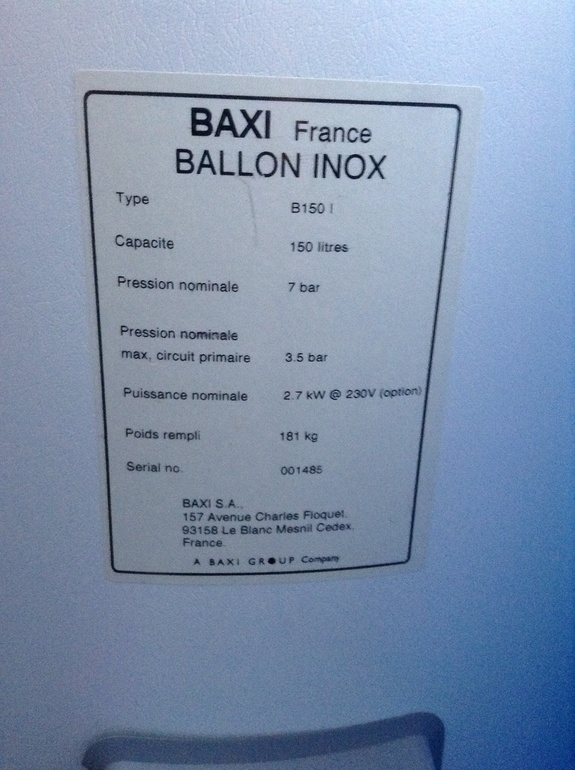 BAXI France
BALLON INOX
Type B150 l
Capacite 150 litres
Pression nominale 7 bar
Pression nominale
max, circuit primaire 3.5 bar
Puissance nominale 2.7 kW @ 230V (option)
Poids rempli 181 kg
Serial no. 001485
BAXI S.A.,
157 Avenue Charles Floquet.
93158 Le Blanc Mesnil Cedex.
France.
A BAXI GROUP Company